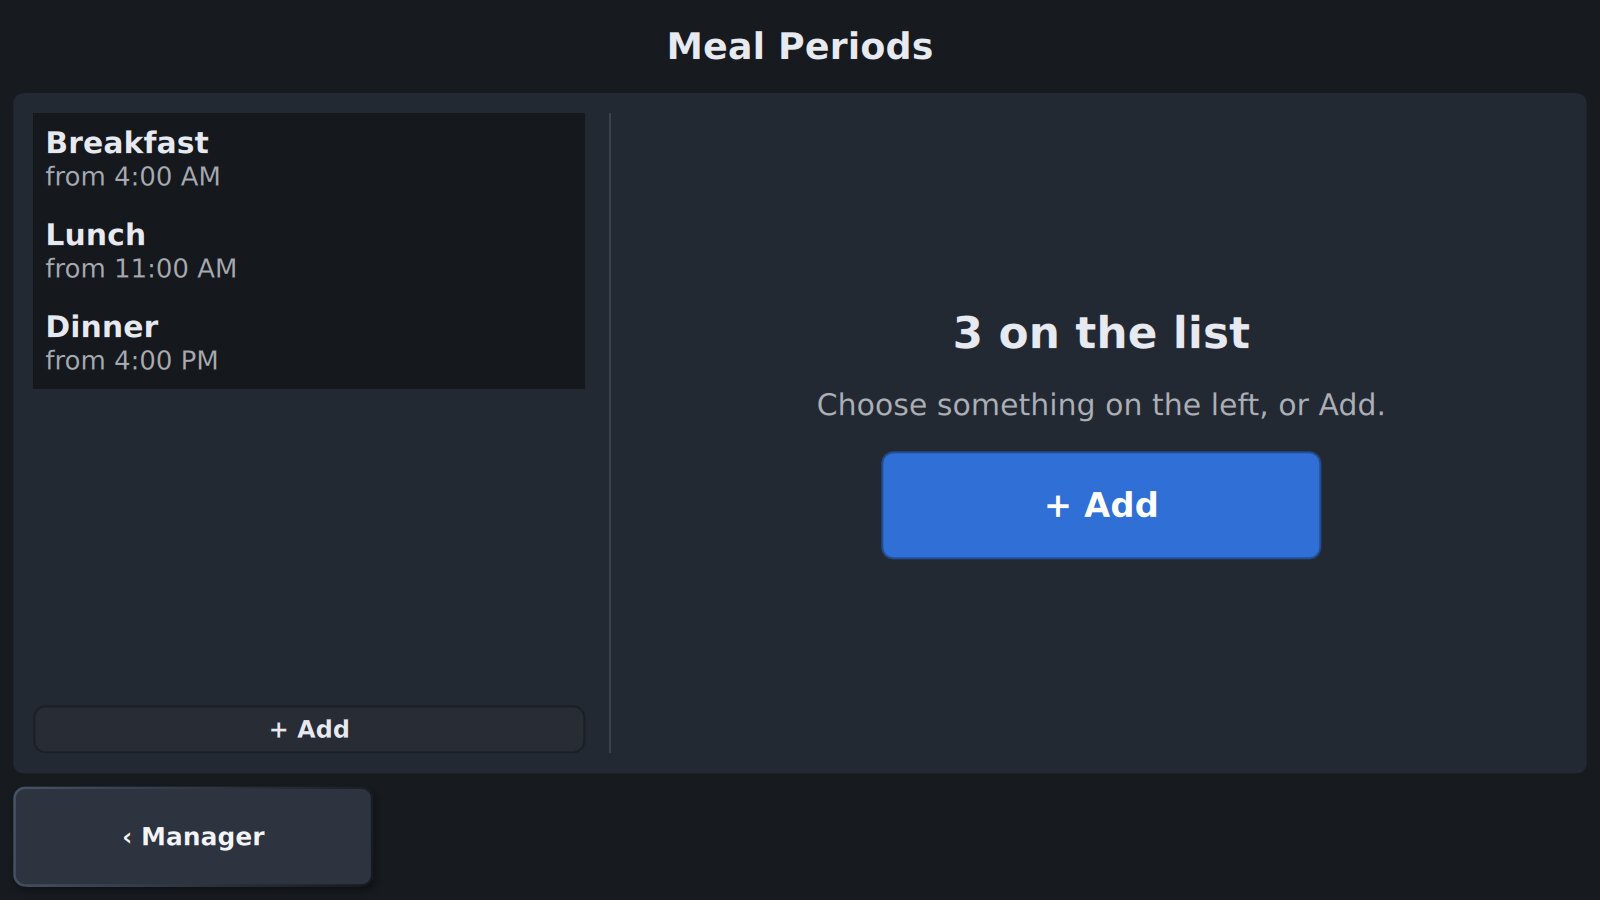 Meal Periods
Breakfast
from 4:00 AM
Lunch
from 11:00 AM
Dinner
from 4:00 PM
+ Add
3 on the list
Choose something on the left, or Add.
+ Add
‹ Manager